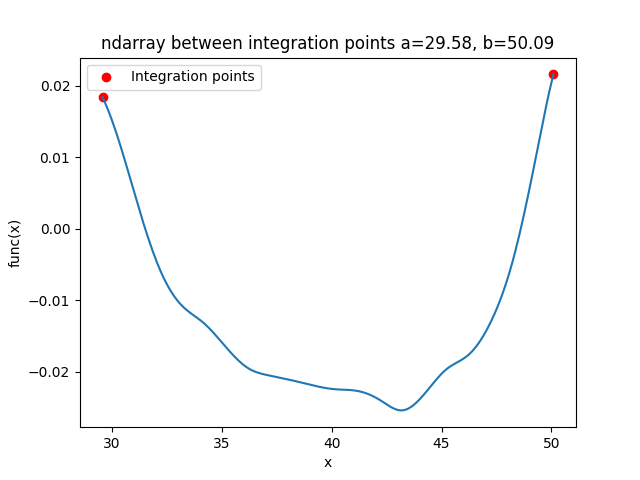 ndarray between integration points a=29.58, b=50.09
Integration points
0.02
0.01
0.00
−0.01
−0.02
func(x)
30 35 40 45 50
x